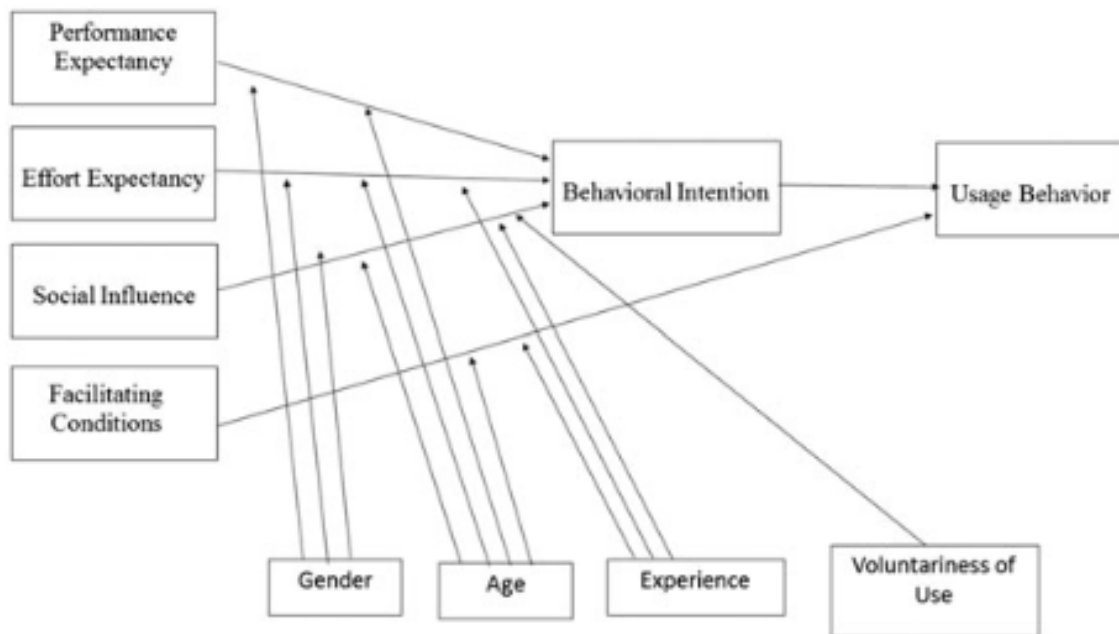 Performance
Expectancy
Effort Expectancy
Social Influence
Facilitating
Conditions
Behavioral Intention
Usage Behavior
Gender
Age
Experience
Voluntariness of
Use